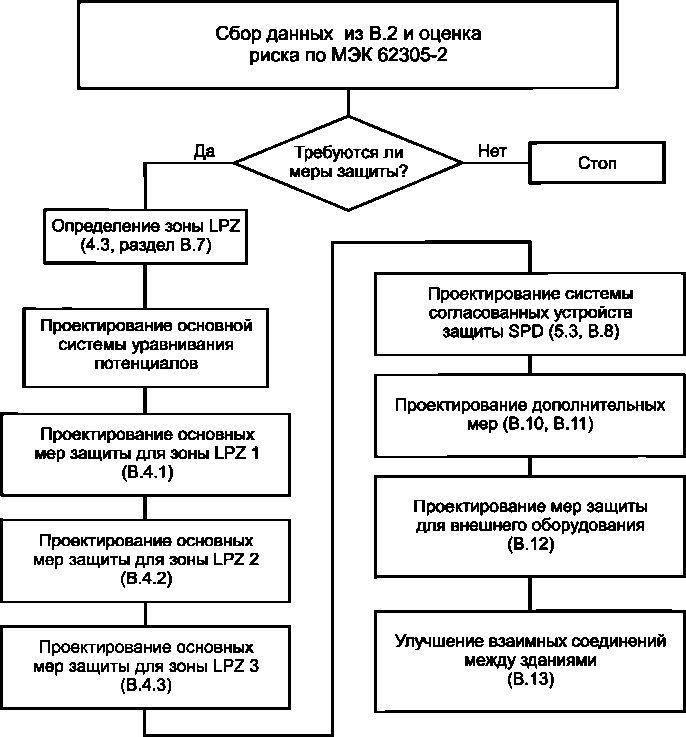 Сбор данных из В.2 и оценка
риска по МЭК 62305-2
Требуются ли
меры защиты?
Да
Нет
Стоп
Определение зоны LPZ
(4.3, раздел В.7)
Проектирование основной
системы уравнивания
потенциалов
Проектирование основных
мер защиты для зоны LPZ 1
(В.4.1)
Проектирование основных
мер защиты для зоны LPZ 2
(В.4.2)
Проектирование основных
мер защиты для зоны LPZ 3
(В.4.3)
Проектирование системы
согласованных устройств
защиты SPD (5.3, В.8)
Проектирование дополнительных
мер (В.10, В.11)
Проектирование мер защиты
для внешнего оборудования
(В.12)
Улучшение взаимных соединений
между зданиями
(В.13)